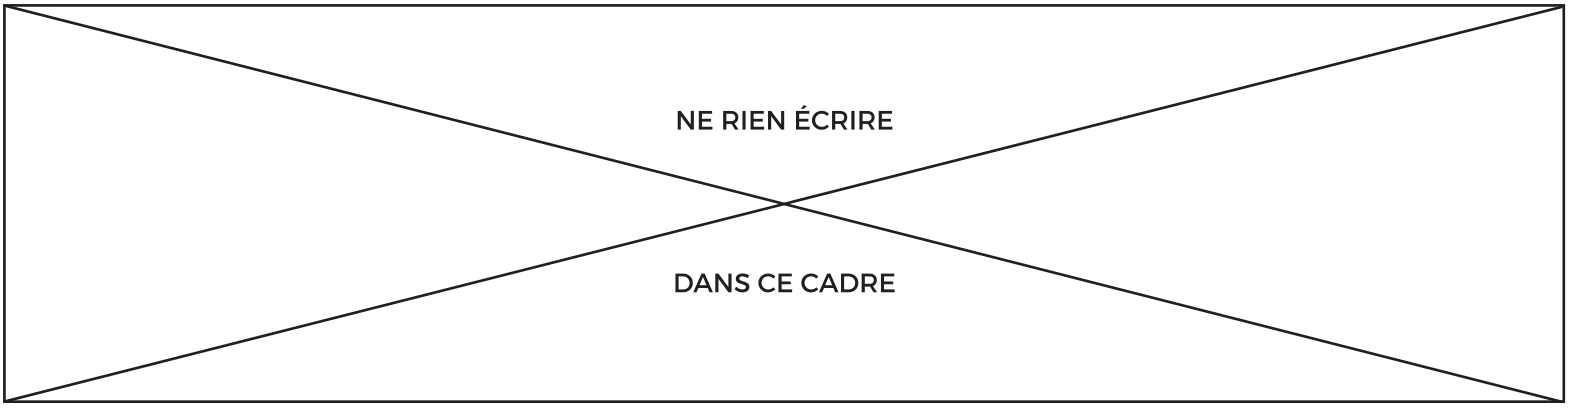 NE RIEN ÉCRIRE
DANS CE CADRE